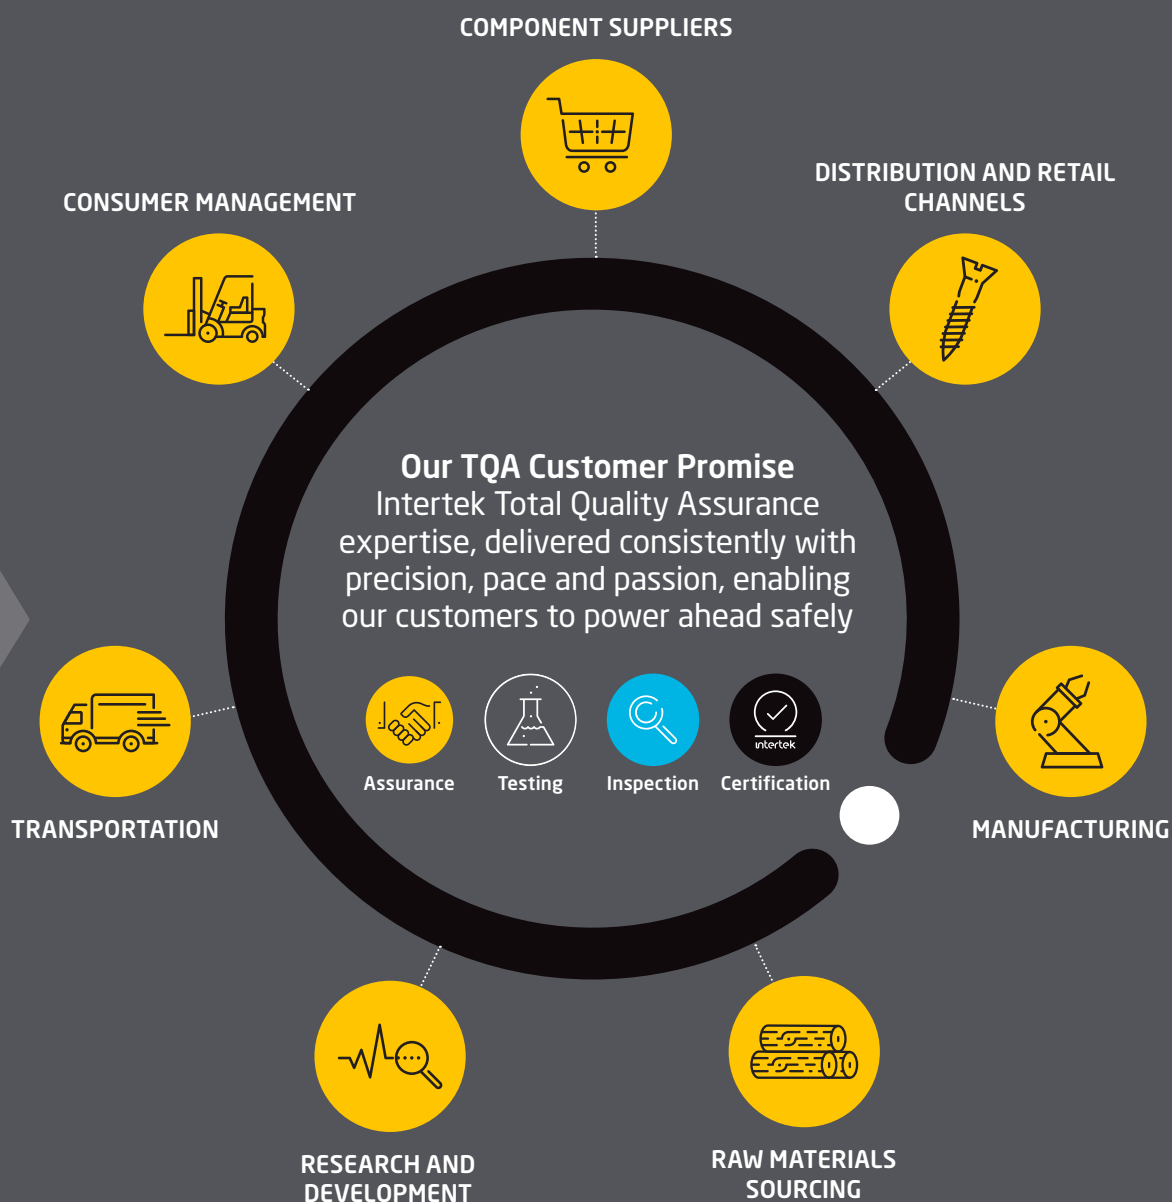 COMPONENT SUPPLIERS
DISTRIBUTION AND RETAIL
CHANNELS
CONSUMER MANAGEMENT
Our TQA Customer Promise
Intertek Total Quality Assurance
expertise, delivered consistently with
precision, pace and passion, enabling
our customers to power ahead safely
intertek
Assurance
Testing
Inspection
Certification
TRANSPORTATION
MANUFACTURING
RESEARCH AND
DEVELOPMENT
RAW MATERIALS
SOURCING